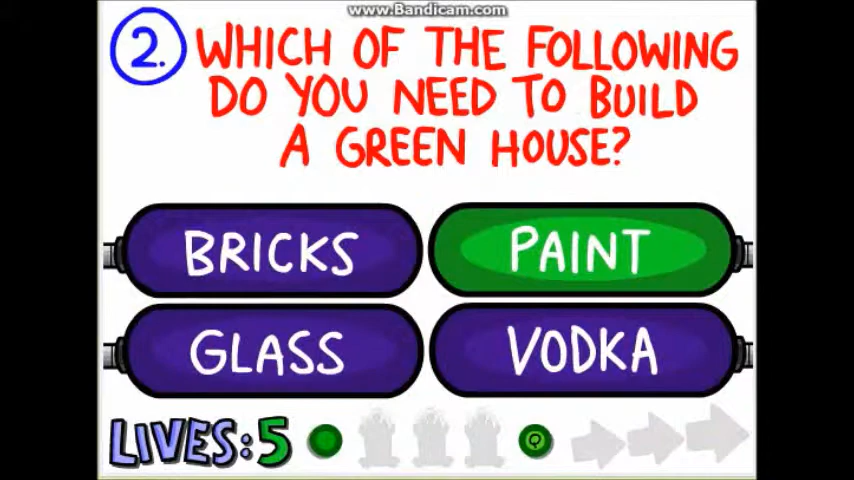 www.Bandicam.com
2. WHICH OF THE FOLLOWING
DO YOU NEED TO BUILD
A GREEN HOUSE?
BRICKS
PAINT
GLASS
VODKA
LIVES:5